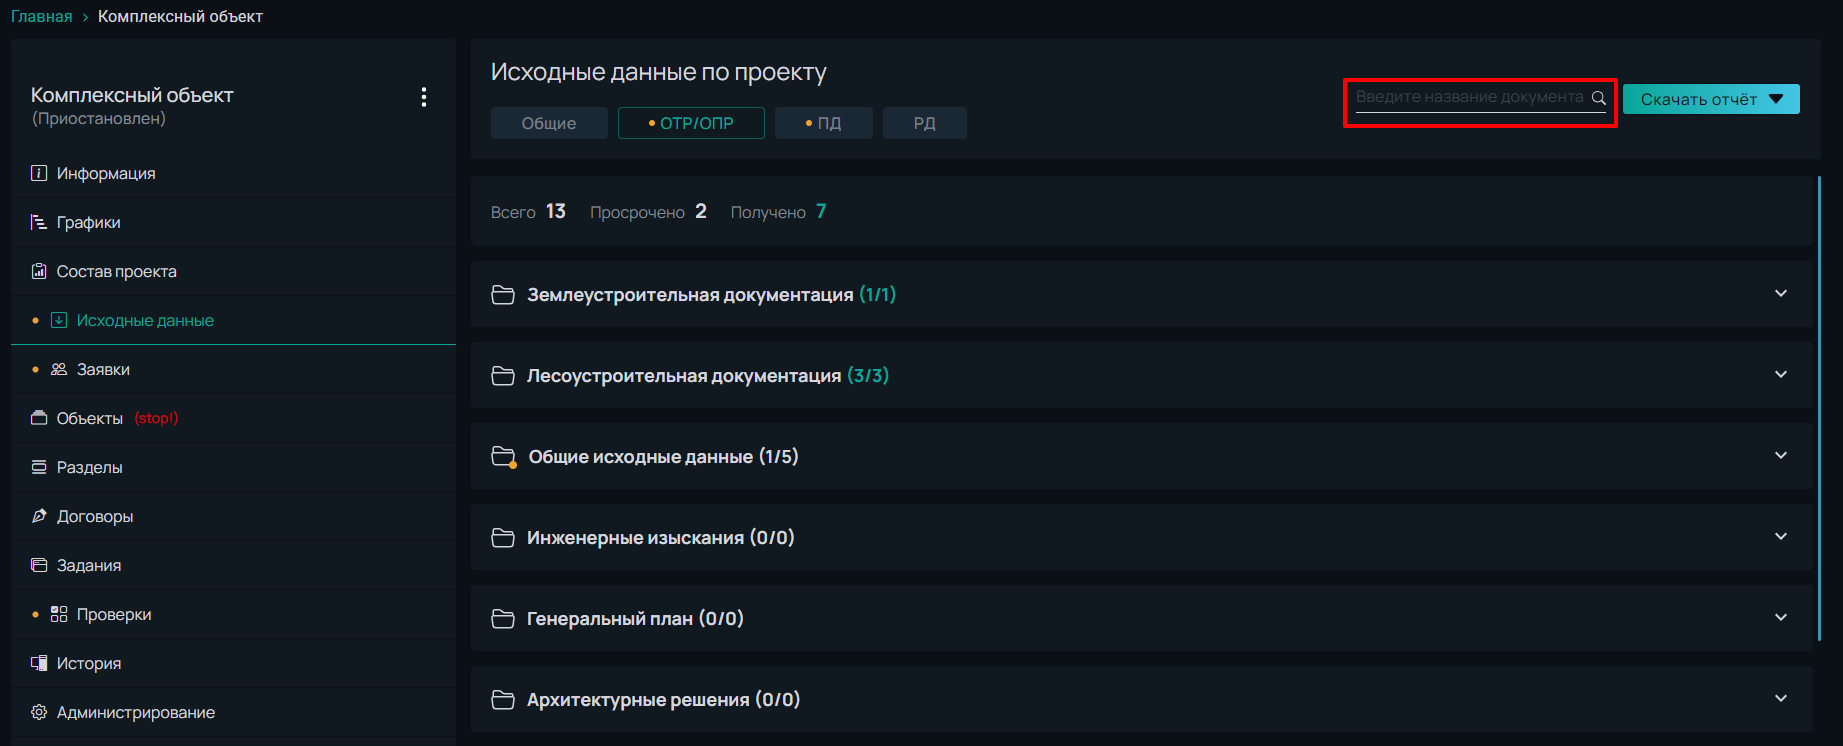 Главная › Комплексный объект
Комплексный объект
(Приостановлен)
Информация
Графики
Состав проекта
Исходные данные
Заявки
Объекты (stop!)
Разделы
Договоры
Задания
Проверки
История
Администрирование
Исходные данные по проекту
Общие ОТР/ОПР ПД РД
Введите название документа
Скачать отчёт
Всего 13 Просрочено 2 Получено 7
Землеустроительная документация (1/1)
Лесоустроительная документация (3/3)
Общие исходные данные (1/5)
Инженерные изыскания (0/0)
Генеральный план (0/0)
Архитектурные решения (0/0)